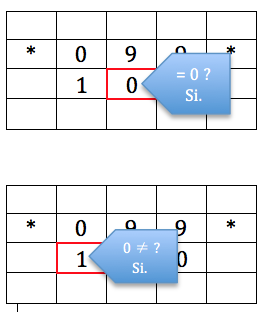 * 0 9 9 *
1 0
= 0 ?
Si.
* 0 9 9 *
1 0
0 ≠ ?
Si.